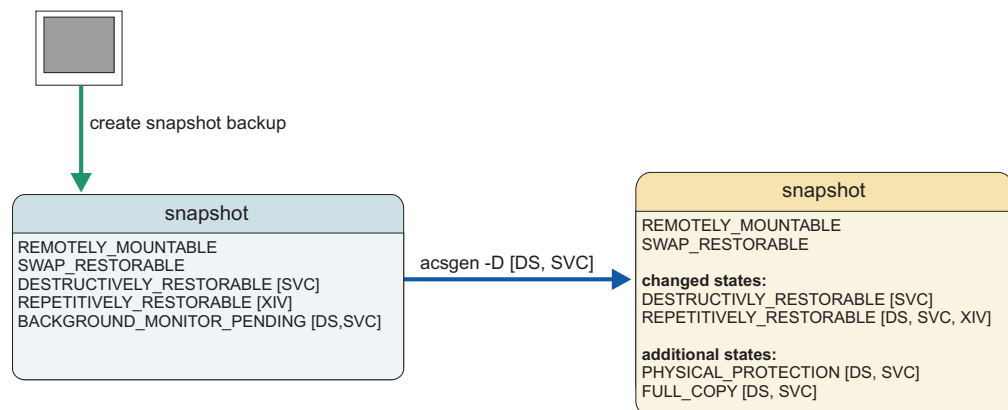 create snapshot backup
snapshot
REMOTELY_MOUNTABLE
SWAP_RESTORABLE
DESTRUCTIVELY_RESTORABLE [SVC]
REPETITIVELY_RESTORABLE [XIV]
BACKGROUND_MONITOR_PENDING [DS,SVC]
acsgen -D [DS, SVC]
snapshot
REMOTELY_MOUNTABLE
SWAP_RESTORABLE
changed states:
DESTRUCTIVLY_RESTORABLE [SVC]
REPETITIVELY_RESTORABLE [DS, SVC, XIV]
additional states:
PHYSICAL_PROTECTION [DS, SVC]
FULL_COPY [DS, SVC]